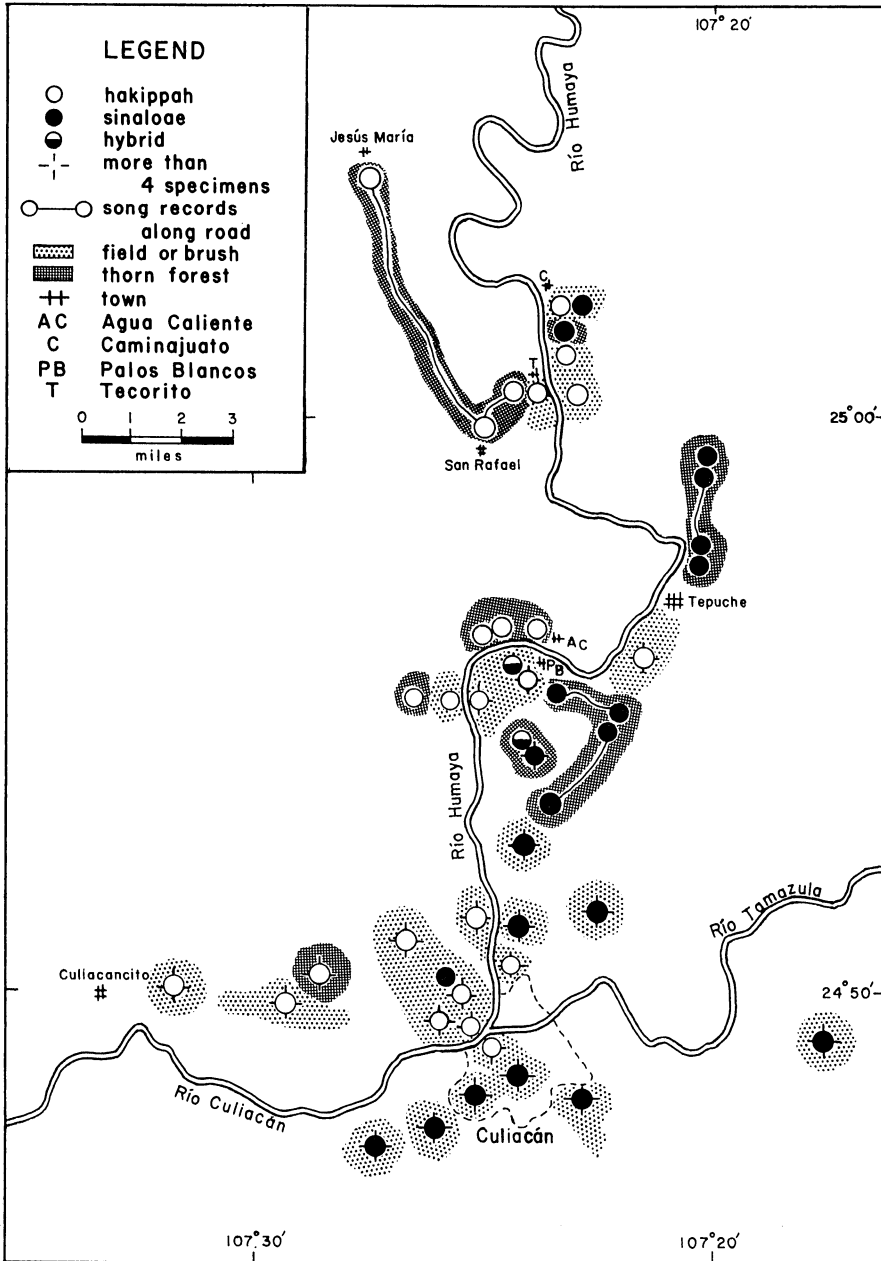 LEGEND
hakippah
sinaloae
hybrid
more than
4 specimens
song records
along road
field or brush
thorn forest
town
AC Agua Caliente
C Caminajuato
PB Palos Blancos
T Tecorito
0 1 2 3
miles
107° 20'
Río Humaya
Jesús María
C
T
25° 00'
San Rafael
Tepuche
AC
PB
Río Humaya
Río Tamazula
Culiacancito
24° 50'
Río Culiacán
Culiacán
107° 30'
107° 20'